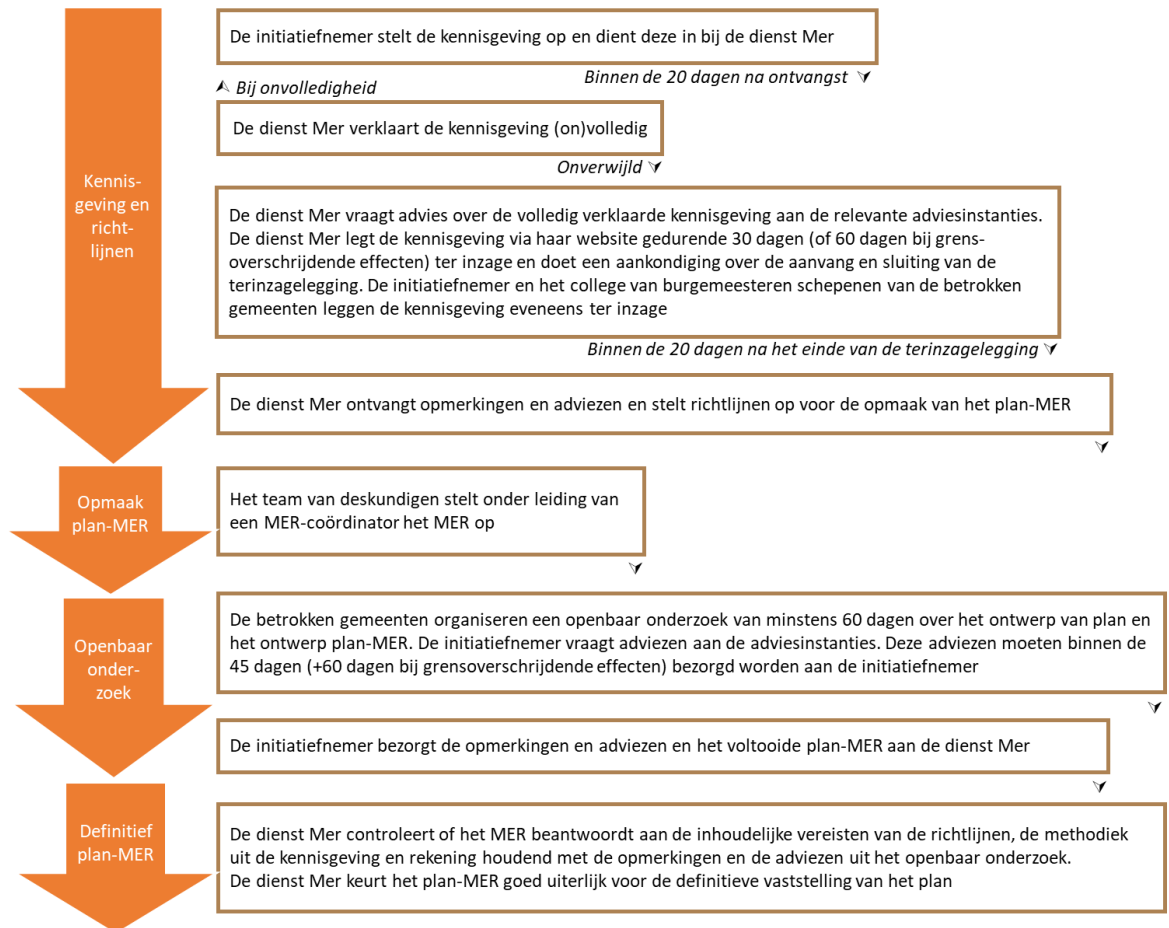 De initiatiefnemer stelt de kennisgeving op en dient deze in bij de dienst Mer
Binnen de 20 dagen na ontvangst
Bij onvolledigheid
De dienst Mer verklaart de kennisgeving (on)volledig
Onverwijld
Kennis-
geving en
richt-
lijnen
De dienst Mer vraagt advies over de volledig verklaarde kennisgeving aan de relevante adviesinstanties.
De dienst Mer legt de kennisgeving via haar website gedurende 30 dagen (of 60 dagen bij grens-
overschrijdende effecten) ter inzage en doet een aankondiging over de aanvang en sluiting van de
terinzagelegging. De initiatiefnemer en het college van burgemeesteren schepenen van de betrokken
gemeenten leggen de kennisgeving eveneens ter inzage
Binnen de 20 dagen na het einde van de terinzagelegging
De dienst Mer ontvangt opmerkingen en adviezen en stelt richtlijnen op voor de opmaak van het plan-MER
Opmaak
plan-MER
Het team van deskundigen stelt onder leiding van
een MER-coördinator het MER op
Openbaar
onder-
zoek
De betrokken gemeenten organiseren een openbaar onderzoek van minstens 60 dagen over het ontwerp van plan en
het ontwerp plan-MER. De initiatiefnemer vraagt adviezen aan de adviesinstanties. Deze adviezen moeten binnen de
45 dagen (+60 dagen bij grensoverschrijdende effecten) bezorgd worden aan de initiatiefnemer
De initiatiefnemer bezorgt de opmerkingen en adviezen en het voltooide plan-MER aan de dienst Mer
Definitief
plan-MER
De dienst Mer controleert of het MER beantwoordt aan de inhoudelijke vereisten van de richtlijnen, de methodiek
uit de kennisgeving en rekening houdend met de opmerkingen en de adviezen uit het openbaar onderzoek.
De dienst Mer keurt het plan-MER goed uiterlijk voor de definitieve vaststelling van het plan